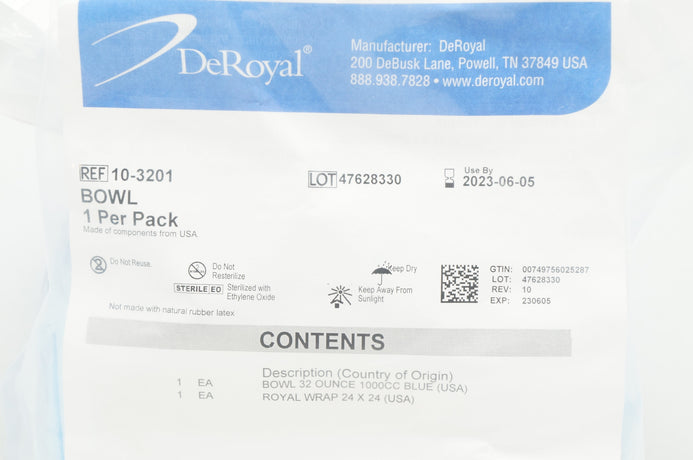 DeRoyal®
Manufacturer: DeRoyal
200 DeBusk Lane, Powell, TN 37849 USA
888.938.7828 • www.deroyal.com
REF 10-3201
BOWL
1 Per Pack
Made of components from USA
LOT 47628330
Use By
2023-06-05
Do Not Reuse.
Do Not
Resterilize
STERILE EO Sterilized with
Ethylene Oxide
Keep Dry
Keep Away From
Sunlight
GTIN: 00749756025287
LOT: 47628330
REV: 10
EXP: 230605
Not made with natural rubber latex
CONTENTS
Description (Country of Origin)
1 EA BOWL 32 OUNCE 1000CC BLUE (USA)
1 EA ROYAL WRAP 24 X 24 (USA)